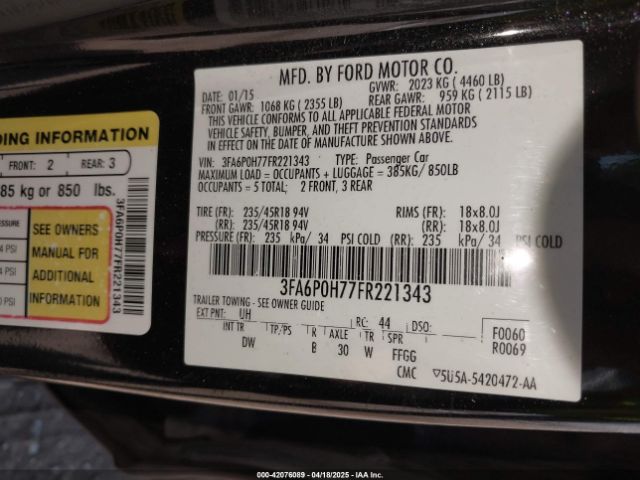 DING INFORMATION
FRONT: 2 REAR: 3
85 kg or 850 lbs.
SEE OWNERS
MANUAL FOR
ADDITIONAL
INFORMATION
PSI
PSI
PSI
3FA6P0H77FR221343
MFD. BY FORD MOTOR CO.
DATE: 01/15 GVWR: 2023 KG ( 4460 LB)
FRONT GAWR: 1068 KG ( 2355 LB) REAR GAWR: 959 KG ( 2115 LB)
THIS VEHICLE CONFORMS TO ALL APPLICABLE FEDERAL MOTOR
VEHICLE SAFETY, BUMPER, AND THEFT PREVENTION STANDARDS
IN EFFECT ON THE DATE OF MANUFACTURE SHOWN ABOVE.
VIN: 3FA6P0H77FR221343 TYPE: Passenger Car
MAXIMUM LOAD = OCCUPANTS + LUGGAGE = 385KG/ 850LB
OCCUPANTS = 5 TOTAL; 2 FRONT, 3 REAR
TIRE (FR): 235/45R18 94V RIMS (FR): 18x8.0J
(RR): 235/45R18 94V (RR): 18x8.0J
PRESSURE (FR): 235 kPa/ 34 PSI COLD (RR): 235 kPa/ 34 PSI COLD
3FA6P0H77FR221343
TRAILER TOWING - SEE OWNER GUIDE
EXT PNT: UH RC: 44 DSO: F0060
INT TR TP/PS R AXLE TR SPR R0069
DW B 30 W FFGG
CMC 5U5A-5420472-AA
000-42076089 - 04/18/2025 - IAAI.COM